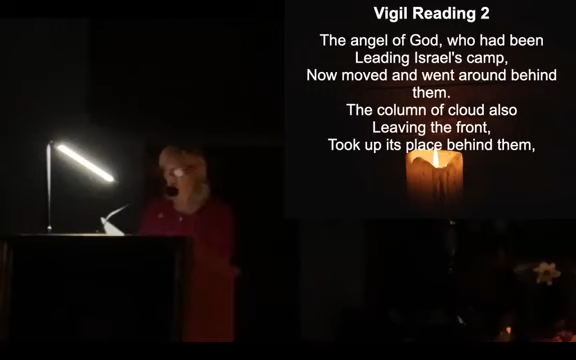 Vigil Reading 2
The angel of God, who had been
Leading Israel's camp,
Now moved and went around behind
them.
The column of cloud also
Leaving the front,
Took up its place behind them,